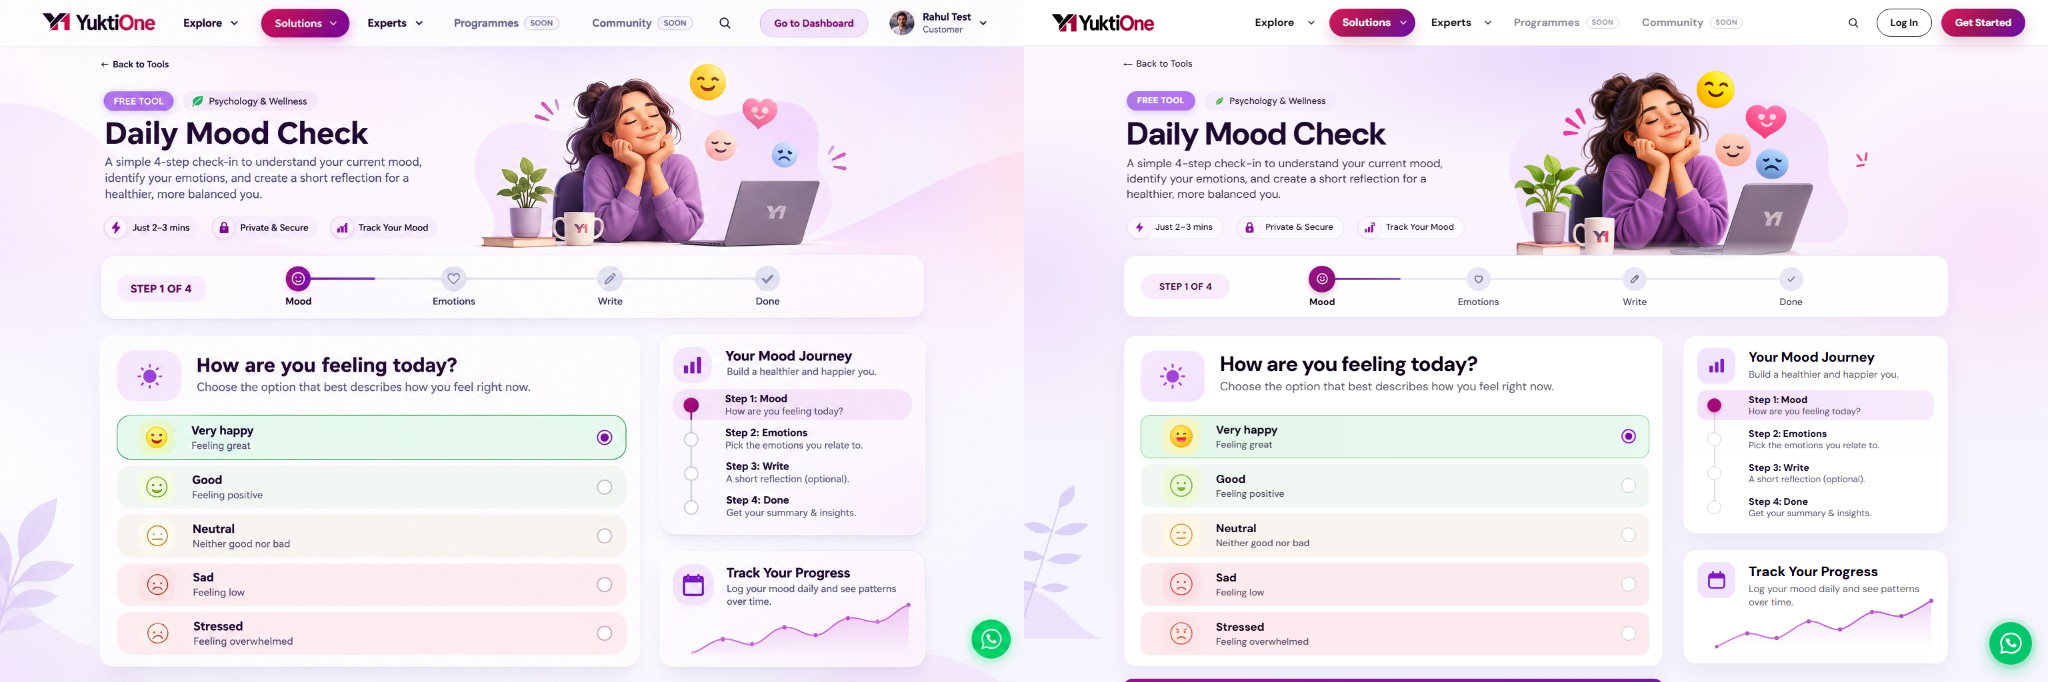 YuktiOne
Explore
Solutions
Experts
Programmes SOON
Community SOON
Go to Dashboard
Rahul Test
Customer
← Back to Tools
FREE TOOL
Psychology & Wellness
Daily Mood Check
A simple 4-step check-in to understand your current mood,
identify your emotions, and create a short reflection for a
healthier, more balanced you.
Just 2–3 mins
Private & Secure
Track Your Mood
STEP 1 OF 4
Mood
Emotions
Write
Done
How are you feeling today?
Choose the option that best describes how you feel right now.
Very happy
Feeling great
Good
Feeling positive
Neutral
Neither good nor bad
Sad
Feeling low
Stressed
Feeling overwhelmed
Your Mood Journey
Build a healthier and happier you.
Step 1: Mood
How are you feeling today?
Step 2: Emotions
Pick the emotions you relate to.
Step 3: Write
A short reflection (optional).
Step 4: Done
Get your summary & insights.
Track Your Progress
Log your mood daily and see patterns
over time.
YuktiOne
Explore
Solutions
Experts
Programmes SOON
Community SOON
Log In
Get Started
← Back to Tools
FREE TOOL
Psychology & Wellness
Daily Mood Check
A simple 4-step check-in to understand your current mood,
identify your emotions, and create a short reflection for a
healthier, more balanced you.
Just 2–3 mins
Private & Secure
Track Your Mood
STEP 1 OF 4
Mood
Emotions
Write
Done
How are you feeling today?
Choose the option that best describes how you feel right now.
Very happy
Feeling great
Good
Feeling positive
Neutral
Neither good nor bad
Sad
Feeling low
Stressed
Feeling overwhelmed
Your Mood Journey
Build a healthier and happier you.
Step 1: Mood
How are you feeling today?
Step 2: Emotions
Pick the emotions you relate to.
Step 3: Write
A short reflection (optional).
Step 4: Done
Get your summary & insights.
Track Your Progress
Log your mood daily and see patterns
over time.